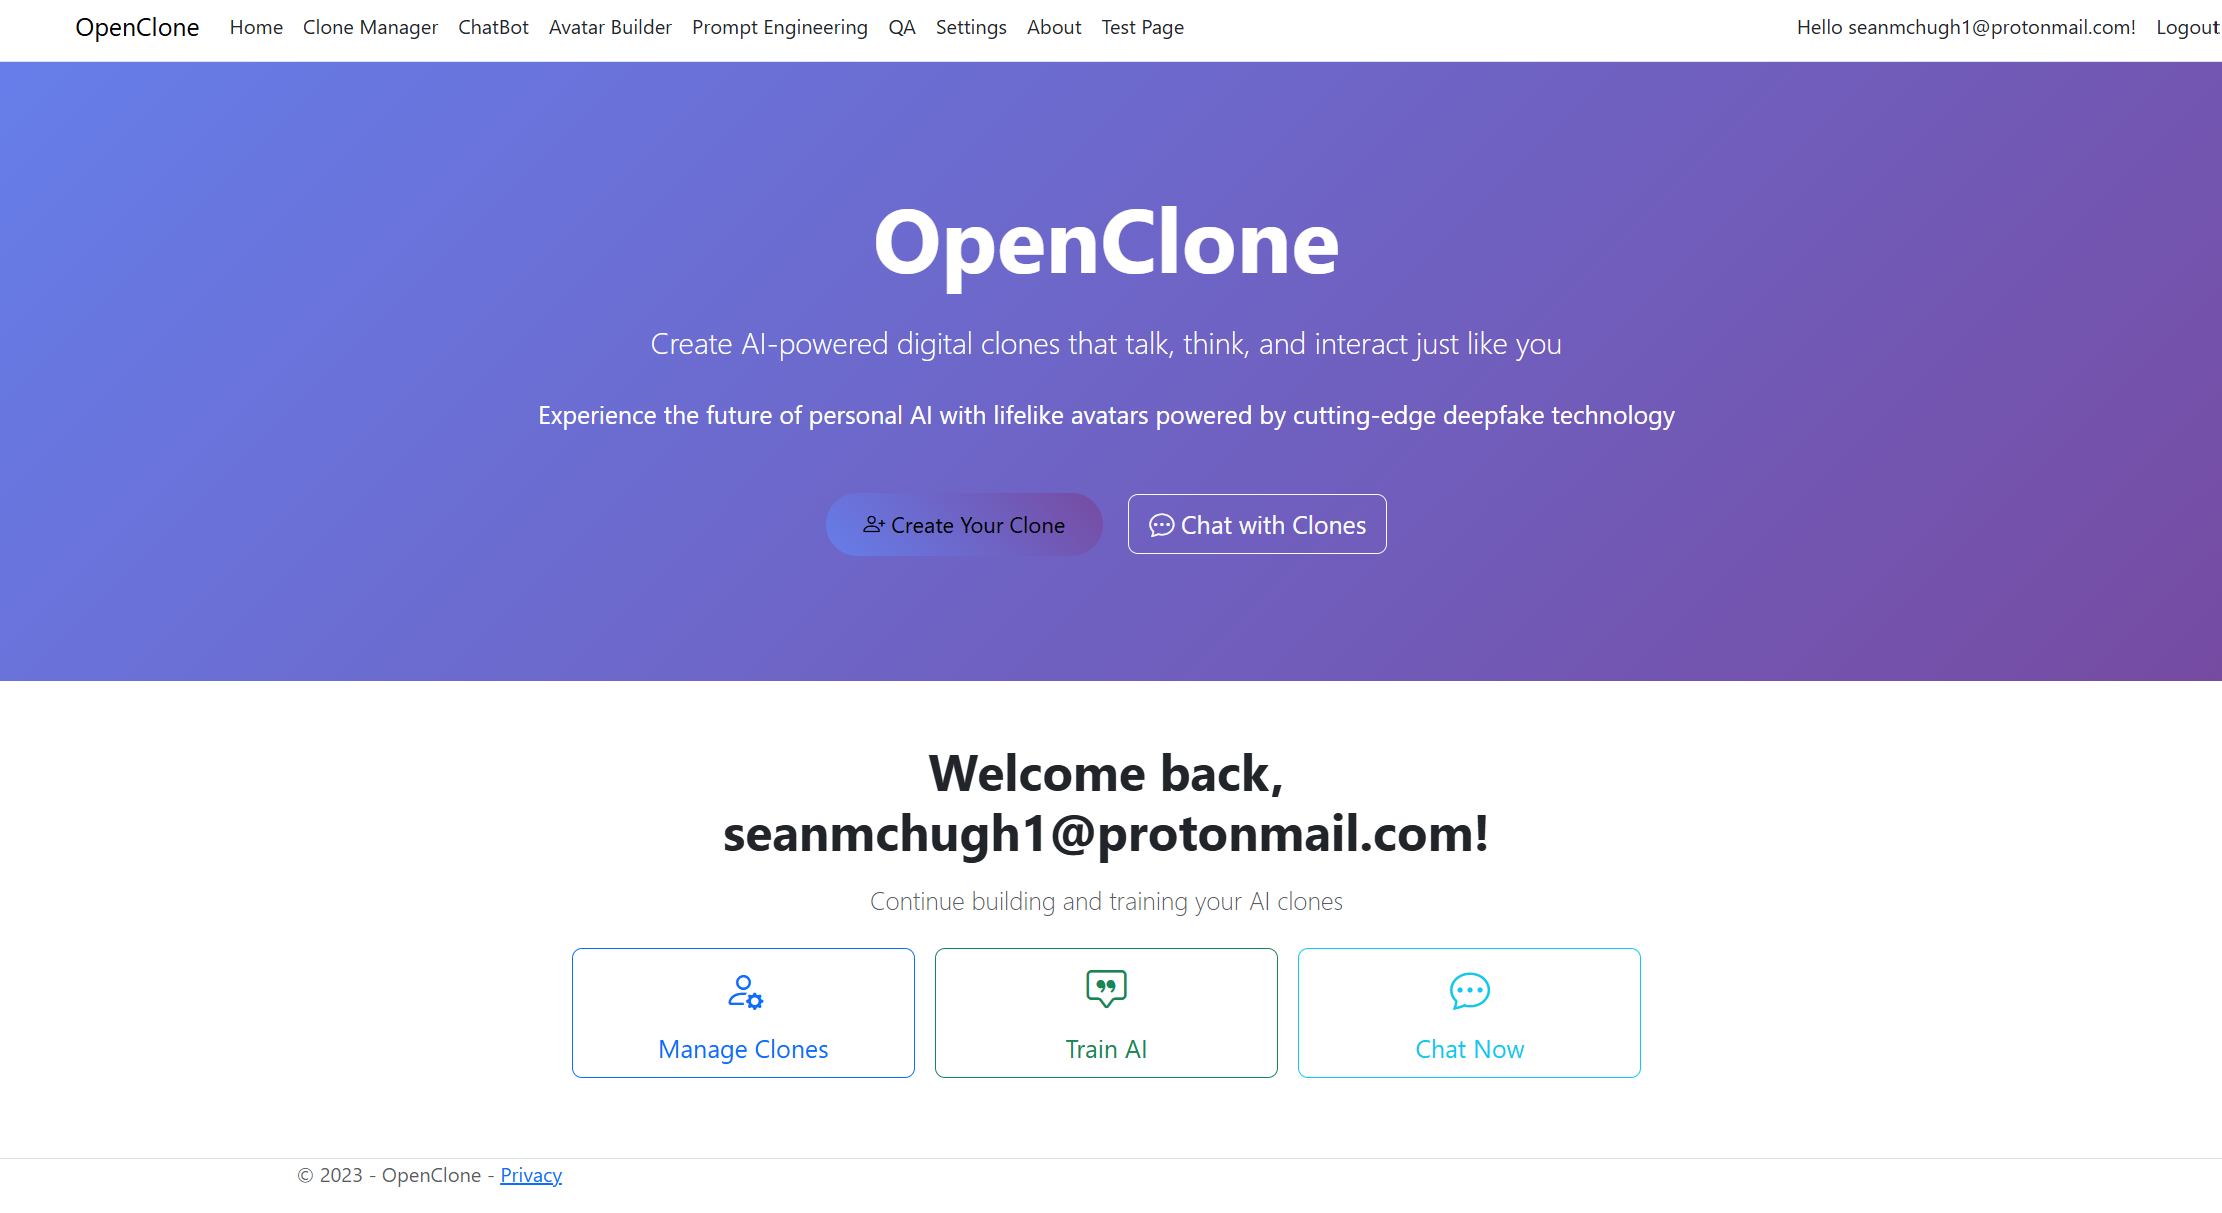 OpenClone Home Clone Manager ChatBot Avatar Builder Prompt Engineering QA Settings About Test Page Hello seanmchugh1@protonmail.com! Logout
OpenClone
Create AI-powered digital clones that talk, think, and interact just like you
Experience the future of personal AI with lifelike avatars powered by cutting-edge deepfake technology
Create Your Clone Chat with Clones
Welcome back,
seanmchugh1@protonmail.com!
Continue building and training your AI clones
Manage Clones Train AI Chat Now
© 2023 - OpenClone - Privacy